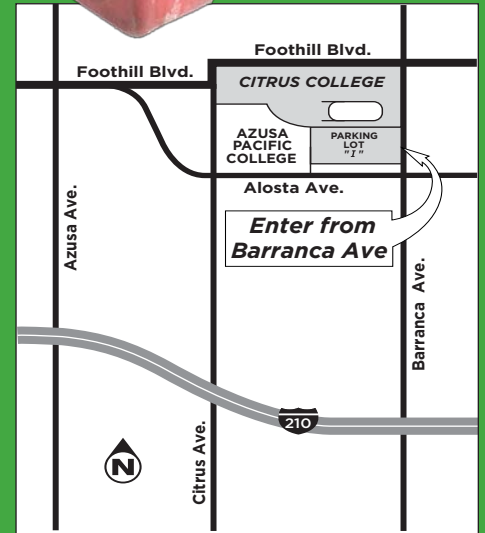 Foothill Blvd.
Foothill Blvd.
CITRUS COLLEGE
AZUSA
PACIFIC
COLLEGE
PARKING
LOT
"I"
Alosta Ave.
Enter from
Barranca Ave
Azusa Ave.
Barranca Ave.
210
Citrus Ave.
N